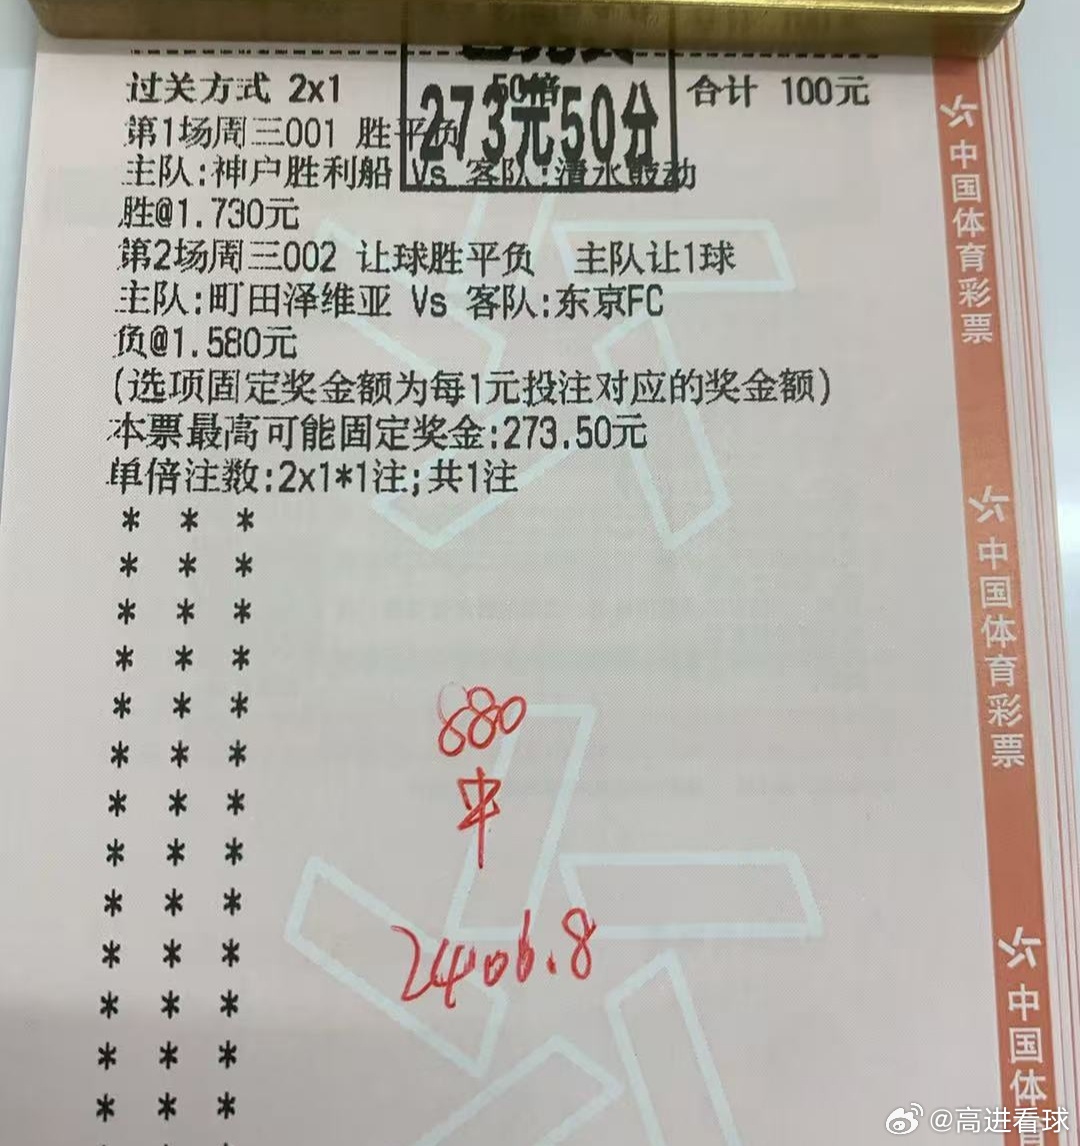 过关方式 2x1 50倍 合计 100元
273元50分
第1场周三001 胜平负
主队:神户胜利船 Vs 客队:清水鼓动
胜@1.730元
第2场周三002 让球胜平负 主队让1球
主队:町田泽维亚 Vs 客队:东京FC
负@1.580元
(选项固定奖金额为每1元投注对应的奖金额)
本票最高可能固定奖金:273.50元
单倍注数:2x1*1注;共1注
* * *
* * *
* * *
* * *
* * *
* * *
* * *
* * *
* * *
* * *
* * *
* * *
* * *
880
中
2406.8
中国体育彩票
中国体育彩票
中国体
@高进看球